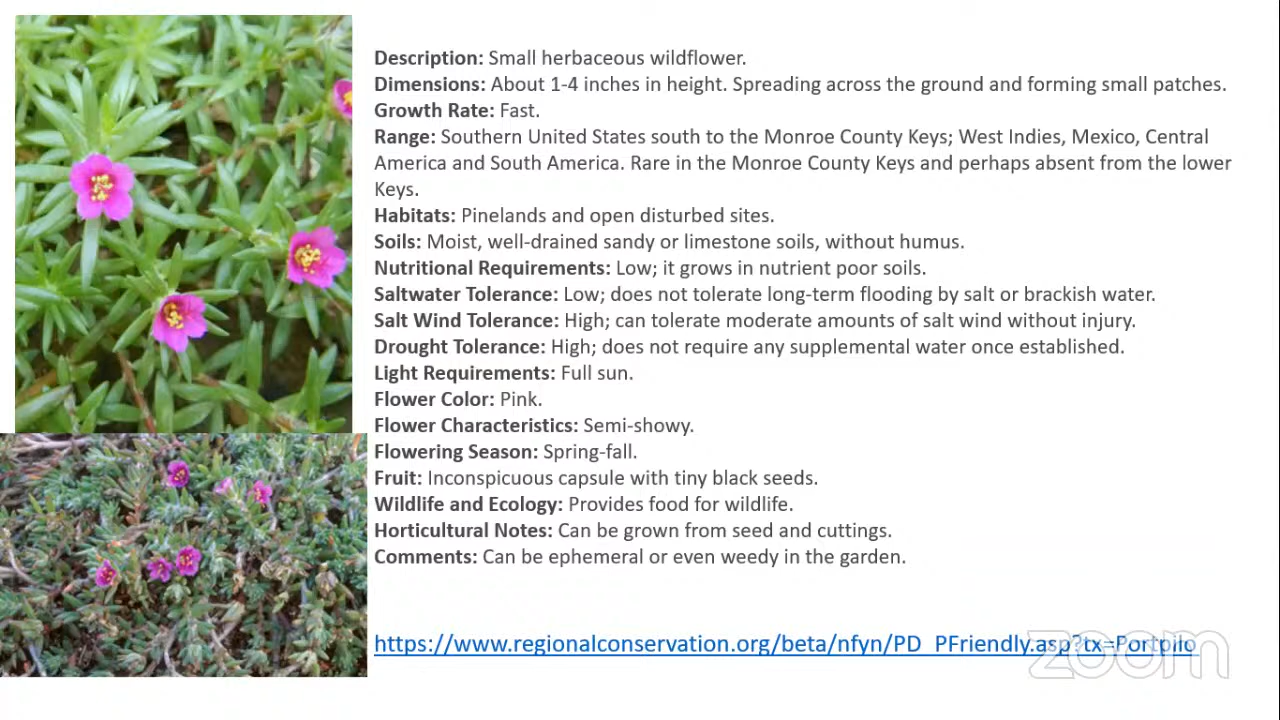 Description: Small herbaceous wildflower.
Dimensions: About 1-4 inches in height. Spreading across the ground and forming small patches.
Growth Rate: Fast.
Range: Southern United States south to the Monroe County Keys; West Indies, Mexico, Central
America and South America. Rare in the Monroe County Keys and perhaps absent from the lower
Keys.
Habitats: Pinelands and open disturbed sites.
Soils: Moist, well-drained sandy or limestone soils, without humus.
Nutritional Requirements: Low; it grows in nutrient poor soils.
Saltwater Tolerance: Low; does not tolerate long-term flooding by salt or brackish water.
Salt Wind Tolerance: High; can tolerate moderate amounts of salt wind without injury.
Drought Tolerance: High; does not require any supplemental water once established.
Light Requirements: Full sun.
Flower Color: Pink.
Flower Characteristics: Semi-showy.
Flowering Season: Spring-fall.
Fruit: Inconspicuous capsule with tiny black seeds.
Wildlife and Ecology: Provides food for wildlife.
Horticultural Notes: Can be grown from seed and cuttings.
Comments: Can be ephemeral or even weedy in the garden.
https://www.regionalconservation.org/beta/nfyn/PD_PFriendly.asp?tx=Portpilo
zoom